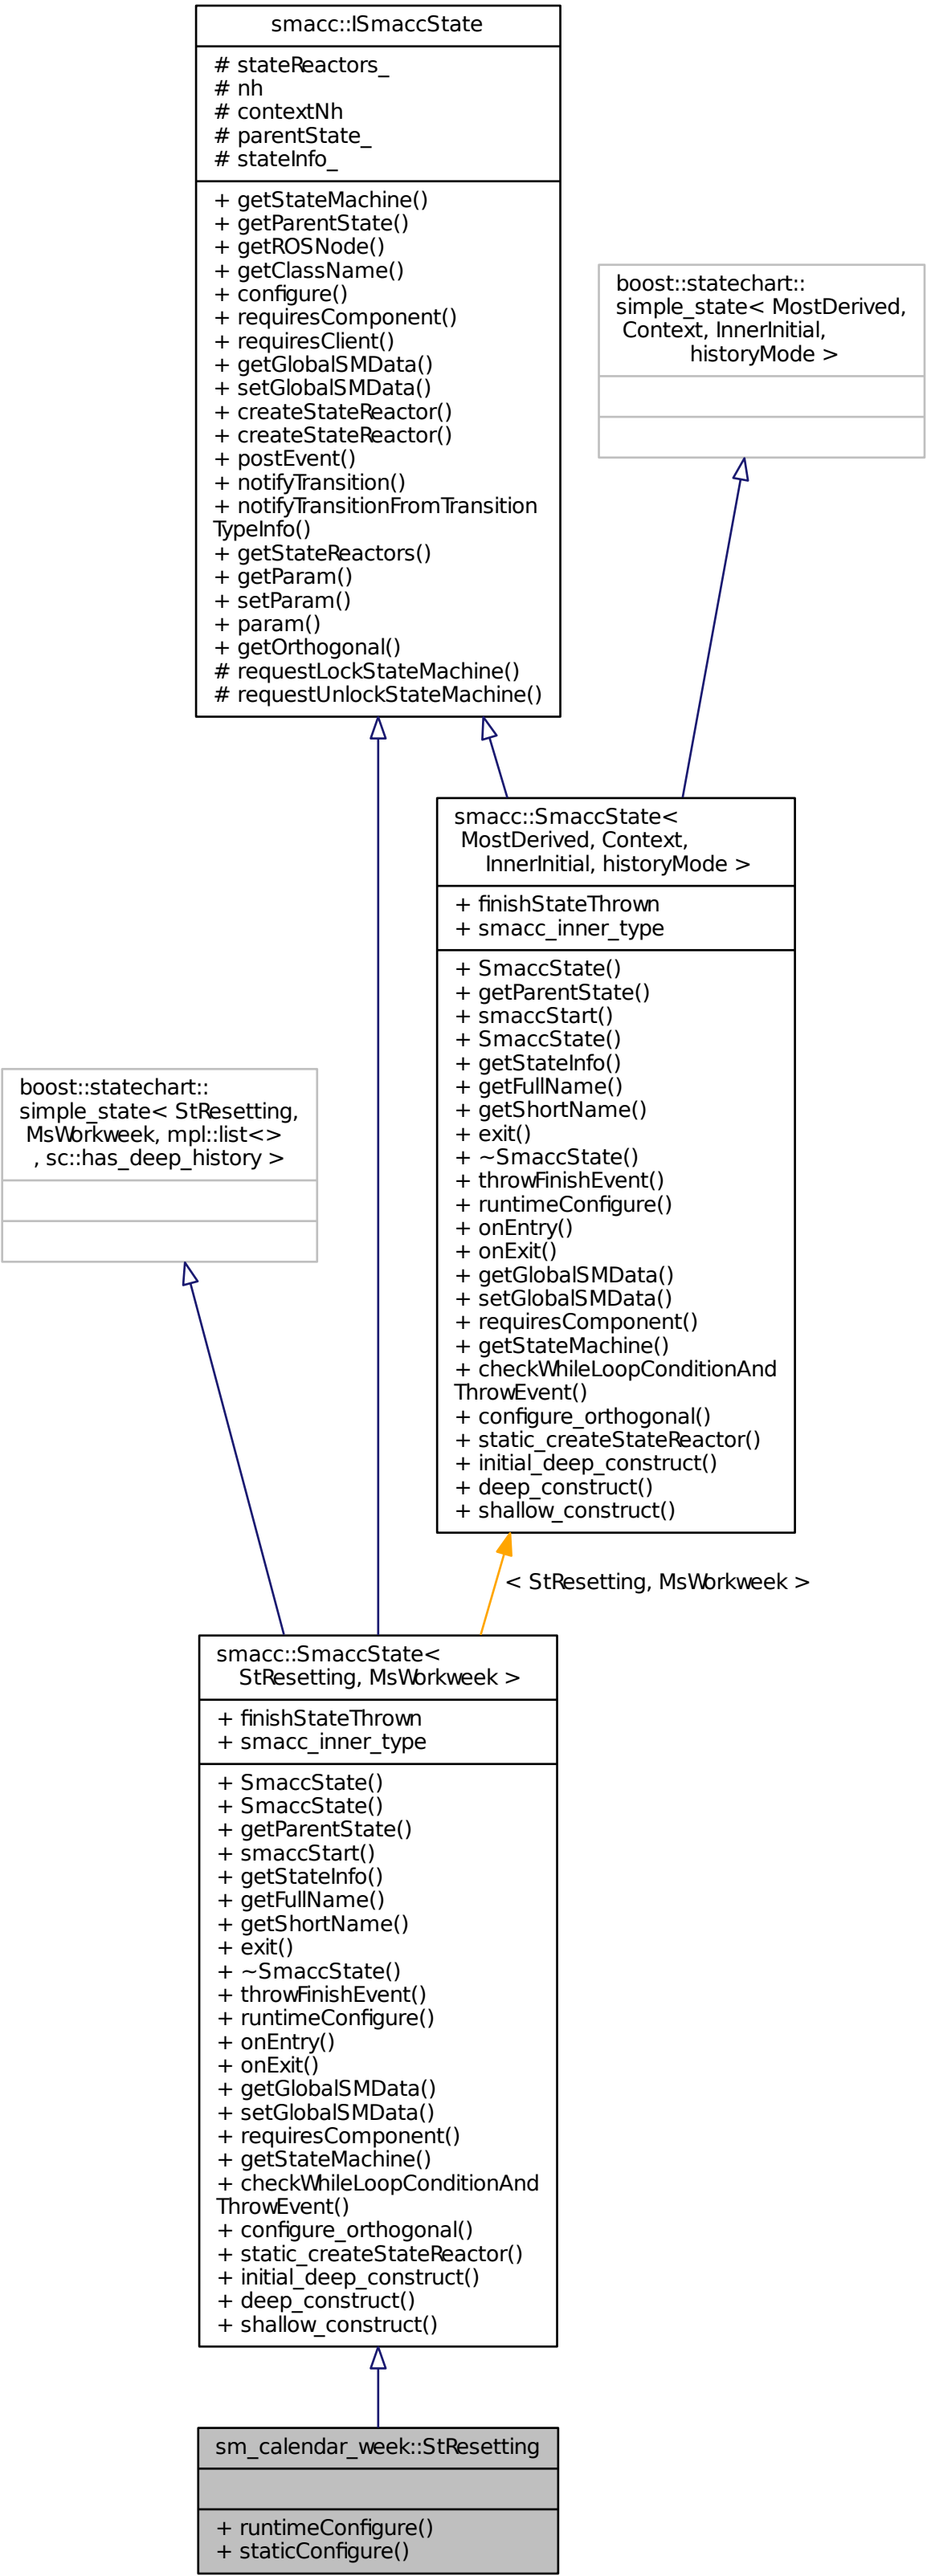 smacc::ISmaccState
# stateReactors_
# nh
# contextNh
# parentState_
# stateInfo_
+ getStateMachine()
+ getParentState()
+ getROSNode()
+ getClassName()
+ configure()
+ requiresComponent()
+ requiresClient()
+ getGlobalSMData()
+ setGlobalSMData()
+ createStateReactor()
+ createStateReactor()
+ postEvent()
+ notifyTransition()
+ notifyTransitionFromTransition
TypeInfo()
+ getStateReactors()
+ getParam()
+ setParam()
+ param()
+ getOrthogonal()
# requestLockStateMachine()
# requestUnlockStateMachine()
boost::statechart::
simple_state< MostDerived,
Context, InnerInitial,
historyMode >
smacc::SmaccState<
MostDerived, Context,
InnerInitial, historyMode >
+ finishStateThrown
+ smacc_inner_type
+ SmaccState()
+ getParentState()
+ smaccStart()
+ SmaccState()
+ getStateInfo()
+ getFullName()
+ getShortName()
+ exit()
+ ~SmaccState()
+ throwFinishEvent()
+ runtimeConfigure()
+ onEntry()
+ onExit()
+ getGlobalSMData()
+ setGlobalSMData()
+ requiresComponent()
+ getStateMachine()
+ checkWhileLoopConditionAnd
ThrowEvent()
+ configure_orthogonal()
+ static_createStateReactor()
+ initial_deep_construct()
+ deep_construct()
+ shallow_construct()
boost::statechart::
simple_state< StResetting,
MsWorkweek, mpl::list<>
, sc::has_deep_history >
< StResetting, MsWorkweek >
smacc::SmaccState<
StResetting, MsWorkweek >
+ finishStateThrown
+ smacc_inner_type
+ SmaccState()
+ SmaccState()
+ getParentState()
+ smaccStart()
+ getStateInfo()
+ getFullName()
+ getShortName()
+ exit()
+ ~SmaccState()
+ throwFinishEvent()
+ runtimeConfigure()
+ onEntry()
+ onExit()
+ getGlobalSMData()
+ setGlobalSMData()
+ requiresComponent()
+ getStateMachine()
+ checkWhileLoopConditionAnd
ThrowEvent()
+ configure_orthogonal()
+ static_createStateReactor()
+ initial_deep_construct()
+ deep_construct()
+ shallow_construct()
sm_calendar_week::StResetting
+ runtimeConfigure()
+ staticConfigure()